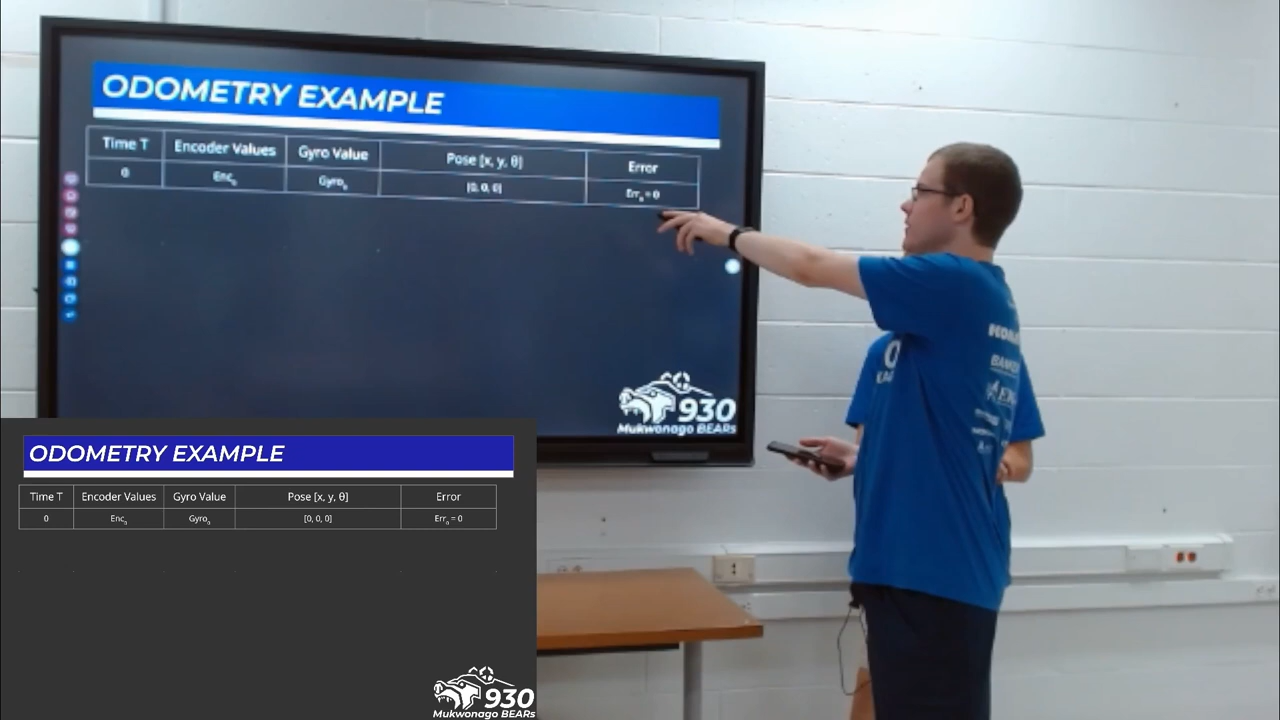 ODOMETRY EXAMPLE
Time T Encoder Values Gyro Value Pose [x, y, θ] Error
0 Enc₀ Gyro₀ [0, 0, 0] Err₀ = 0
930
Mukwonago BEARs
ODOMETRY EXAMPLE
Time T Encoder Values Gyro Value Pose [x, y, θ] Error
0 Enc₀ Gyro₀ [0, 0, 0] Err₀ = 0
930
Mukwonago BEARs